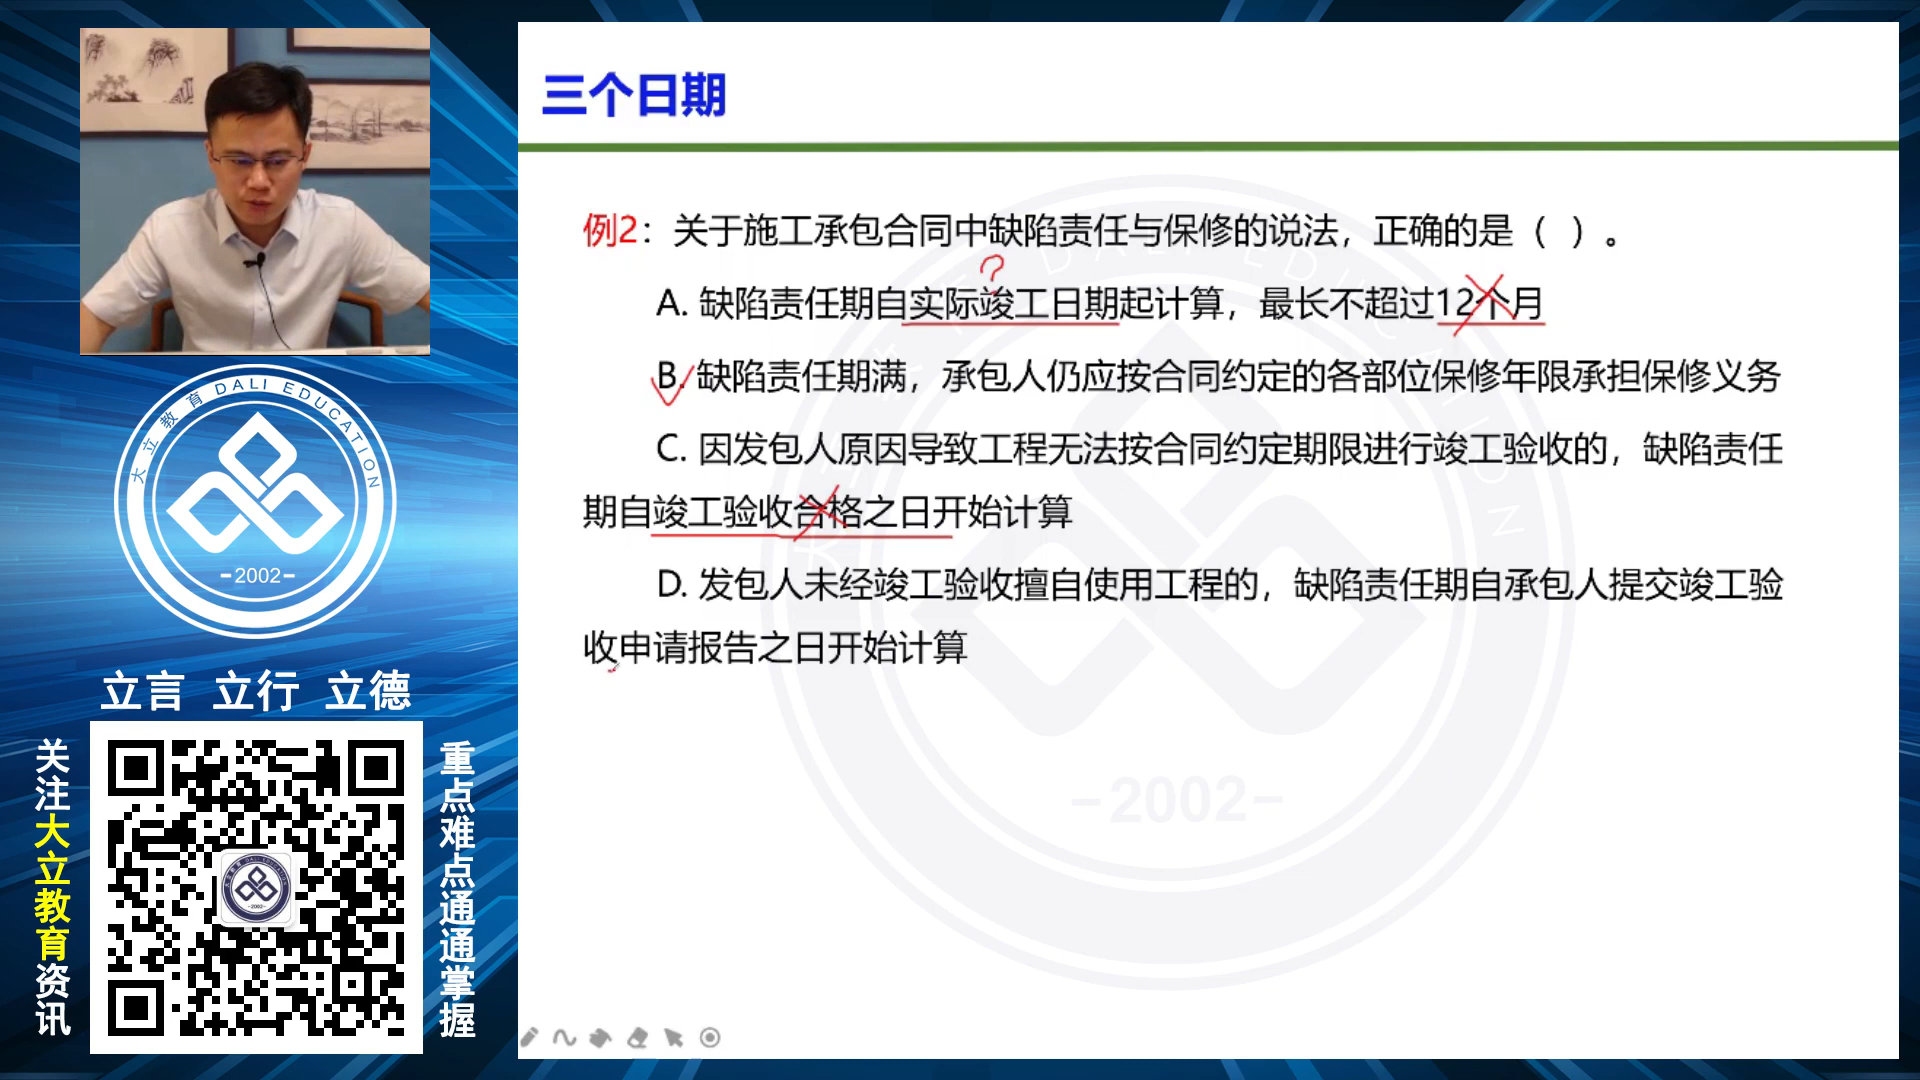 三个日期
例2：关于施工承包合同中缺陷责任与保修的说法，正确的是（ ）。
?
A. 缺陷责任期自实际竣工日期起计算，最长不超过12个月
B. 缺陷责任期满，承包人仍应按合同约定的各部位保修年限承担保修义务
C. 因发包人原因导致工程无法按合同约定期限进行竣工验收的，缺陷责任
期自竣工验收合格之日开始计算
D. 发包人未经竣工验收擅自使用工程的，缺陷责任期自承包人提交竣工验
收申请报告之日开始计算
大立教育 DALI EDUCATION
2002
立言 立行 立德
关注大立教育资讯
重点难点通通掌握
DALI EDUCATION
2002